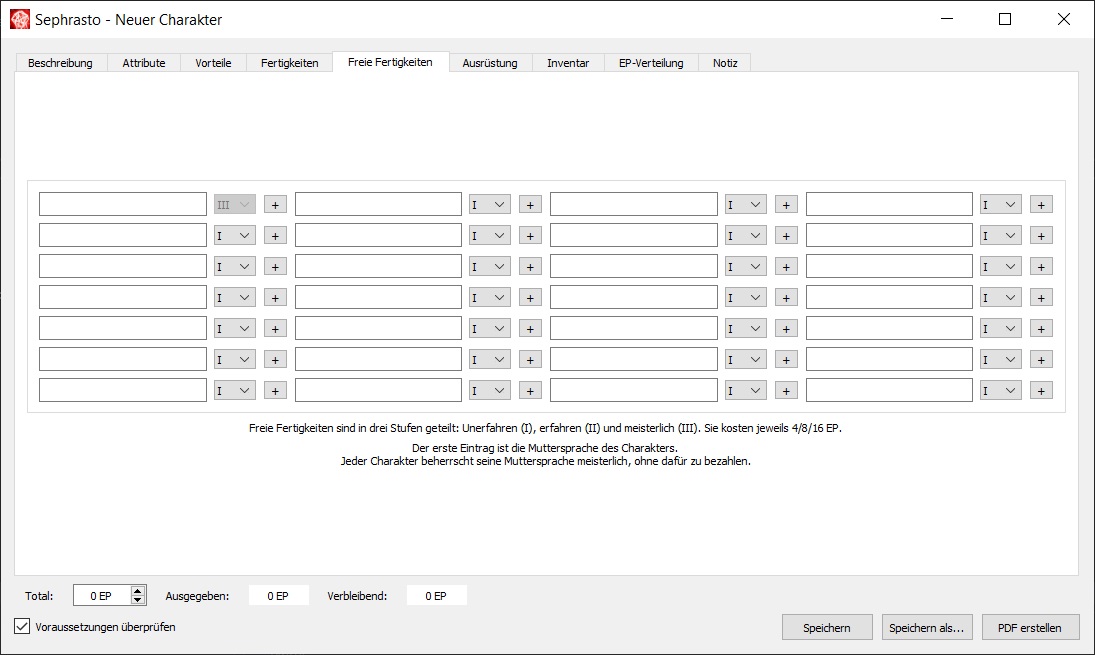 Sephrasto - Neuer Charakter
Beschreibung Attribute Vorteile Fertigkeiten Freie Fertigkeiten Ausrüstung Inventar EP-Verteilung Notiz
III + I + I + I +
I + I + I + I +
I + I + I + I +
I + I + I + I +
I + I + I + I +
I + I + I + I +
I + I + I + I +
Freie Fertigkeiten sind in drei Stufen geteilt: Unerfahren (I), erfahren (II) und meisterlich (III). Sie kosten jeweils 4/8/16 EP.
Der erste Eintrag ist die Muttersprache des Charakters.
Jeder Charakter beherrscht seine Muttersprache meisterlich, ohne dafür zu bezahlen.
Total: 0 EP Ausgegeben: 0 EP Verbleibend: 0 EP
Voraussetzungen überprüfen
Speichern Speichern als... PDF erstellen